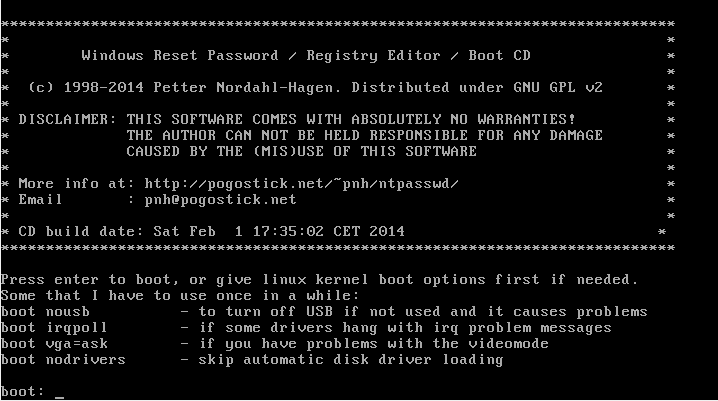 ***************************************************************************
*                                                                         *
*        Windows Reset Password / Registry Editor / Boot CD               *
*                                                                         *
*  (c) 1998-2014 Petter Nordahl-Hagen. Distributed under GNU GPL v2       *
*                                                                         *
* DISCLAIMER: THIS SOFTWARE COMES WITH ABSOLUTELY NO WARRANTIES!          *
*             THE AUTHOR CAN NOT BE HELD RESPONSIBLE FOR ANY DAMAGE       *
*             CAUSED BY THE (MIS)USE OF THIS SOFTWARE                     *
*                                                                         *
* More info at: http://pogostick.net/~pnh/ntpasswd/                       *
* Email       : pnh@pogostick.net                                         *
*                                                                         *
* CD build date: Sat Feb  1 17:35:02 CET 2014                            *
***************************************************************************

Press enter to boot, or give linux kernel boot options first if needed.
Some that I have to use once in a while:
boot nousb          - to turn off USB if not used and it causes problems
boot irqpoll        - if some drivers hang with irq problem messages
boot vga=ask        - if you have problems with the videomode
boot nodrivers      - skip automatic disk driver loading

boot: _